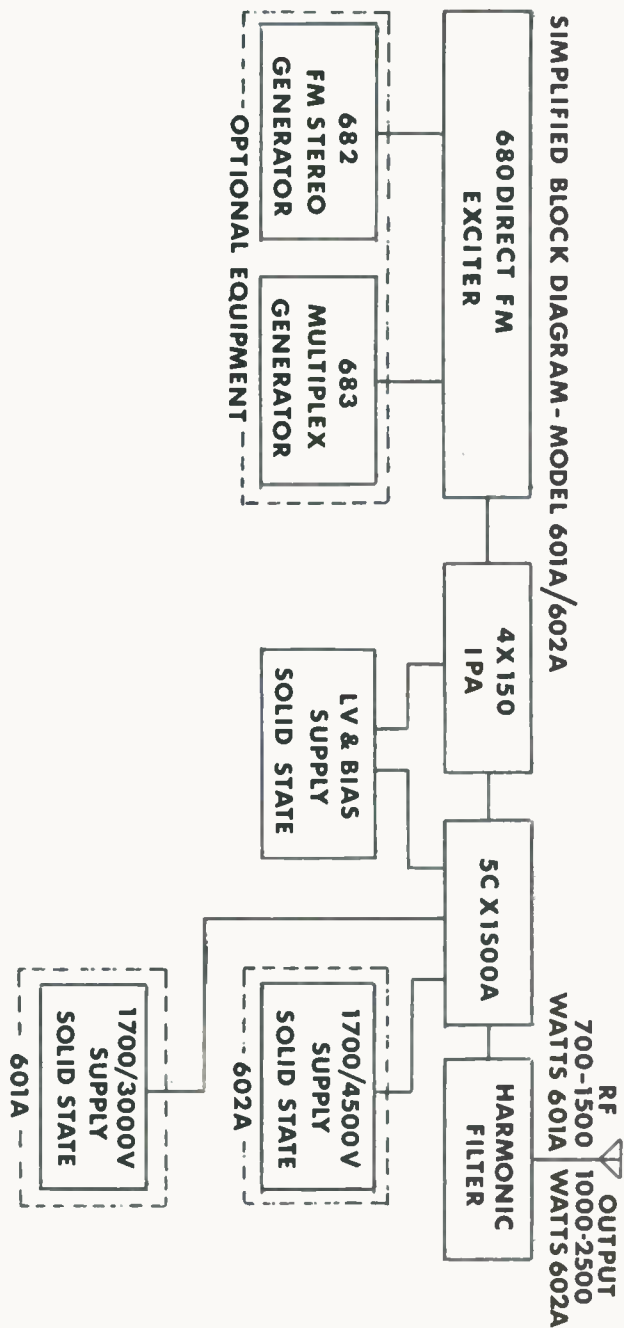 SIMPLIFIED BLOCK DIAGRAM - MODEL 601A/602A
680 DIRECT FM
EXCITER
682
FM STEREO
GENERATOR
683
MULTIPLEX
GENERATOR
OPTIONAL EQUIPMENT
4X150
IPA
LV & BIAS
SUPPLY
SOLID STATE
5CX1500A
1700/4500V
SUPPLY
SOLID STATE
602A
1700/3000V
SUPPLY
SOLID STATE
601A
HARMONIC
FILTER
RF OUTPUT
700-1500 1000-2500
WATTS 601A WATTS 602A